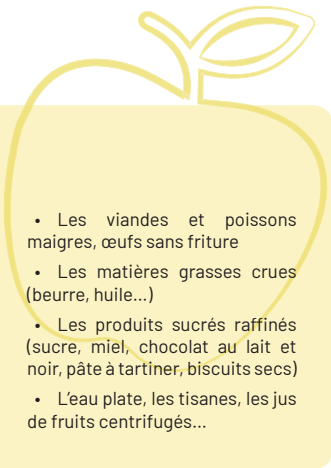 • Les viandes et poissons
maigres, œufs sans friture
• Les matières grasses crues
(beurre, huile...)
• Les produits sucrés raffinés
(sucre, miel, chocolat au lait et
noir, pâte à tartiner, biscuits secs)
• L'eau plate, les tisanes, les jus
de fruits centrifugés...